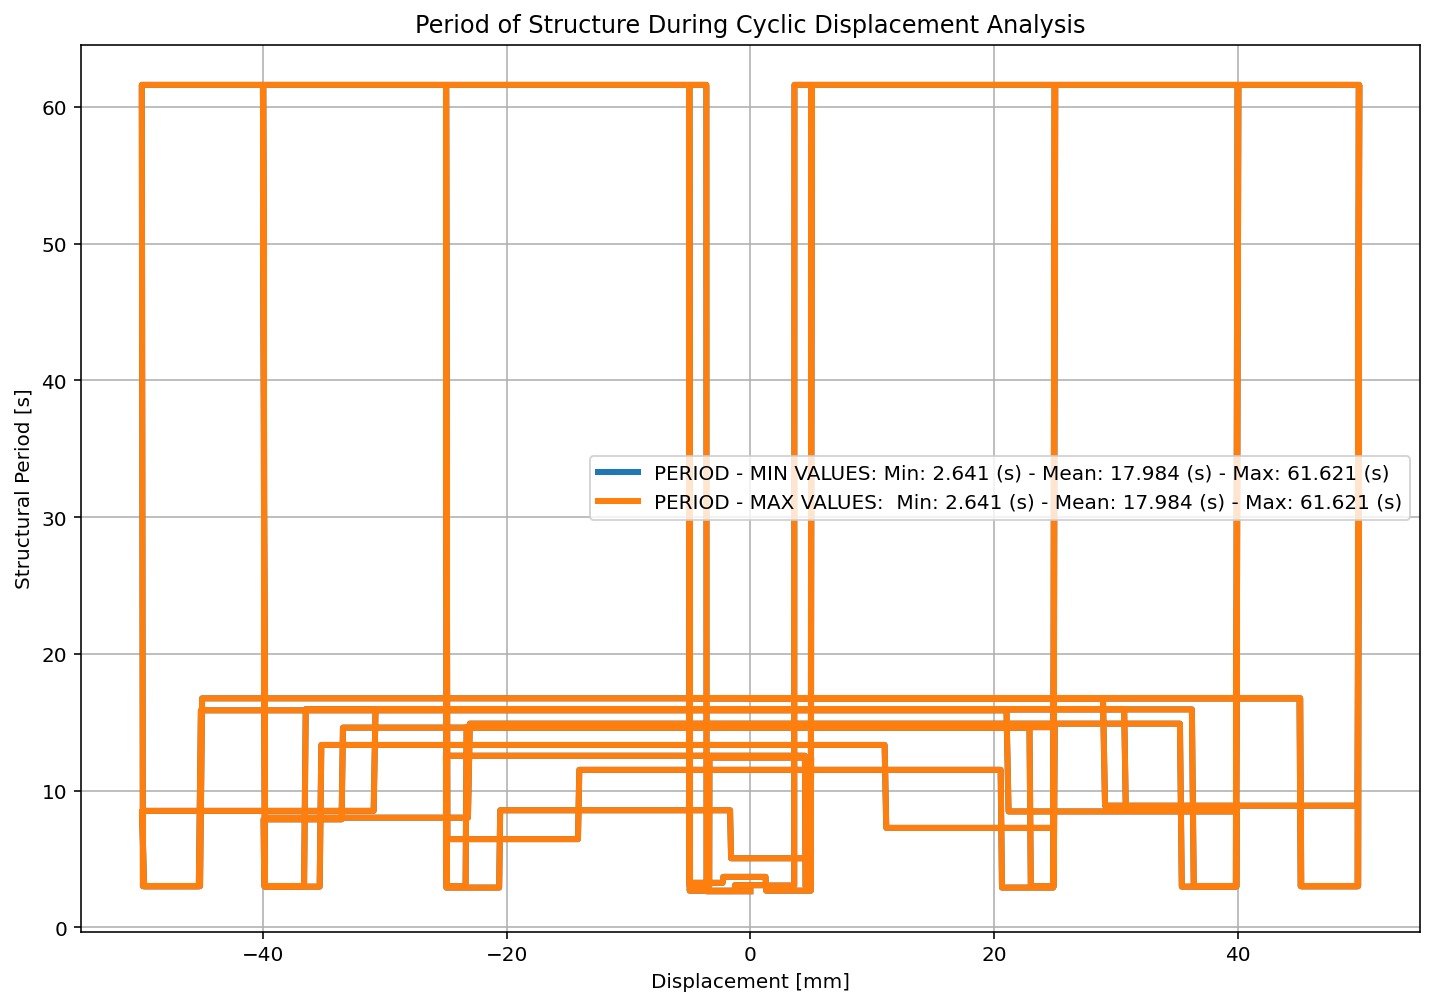 Period of Structure During Cyclic Displacement Analysis
60
50
40
30
20
10
0
Structural Period [s]
PERIOD - MIN VALUES: Min: 2.641 (s) - Mean: 17.984 (s) - Max: 61.621 (s)
PERIOD - MAX VALUES:  Min: 2.641 (s) - Mean: 17.984 (s) - Max: 61.621 (s)
−40 −20 0 20 40
Displacement [mm]